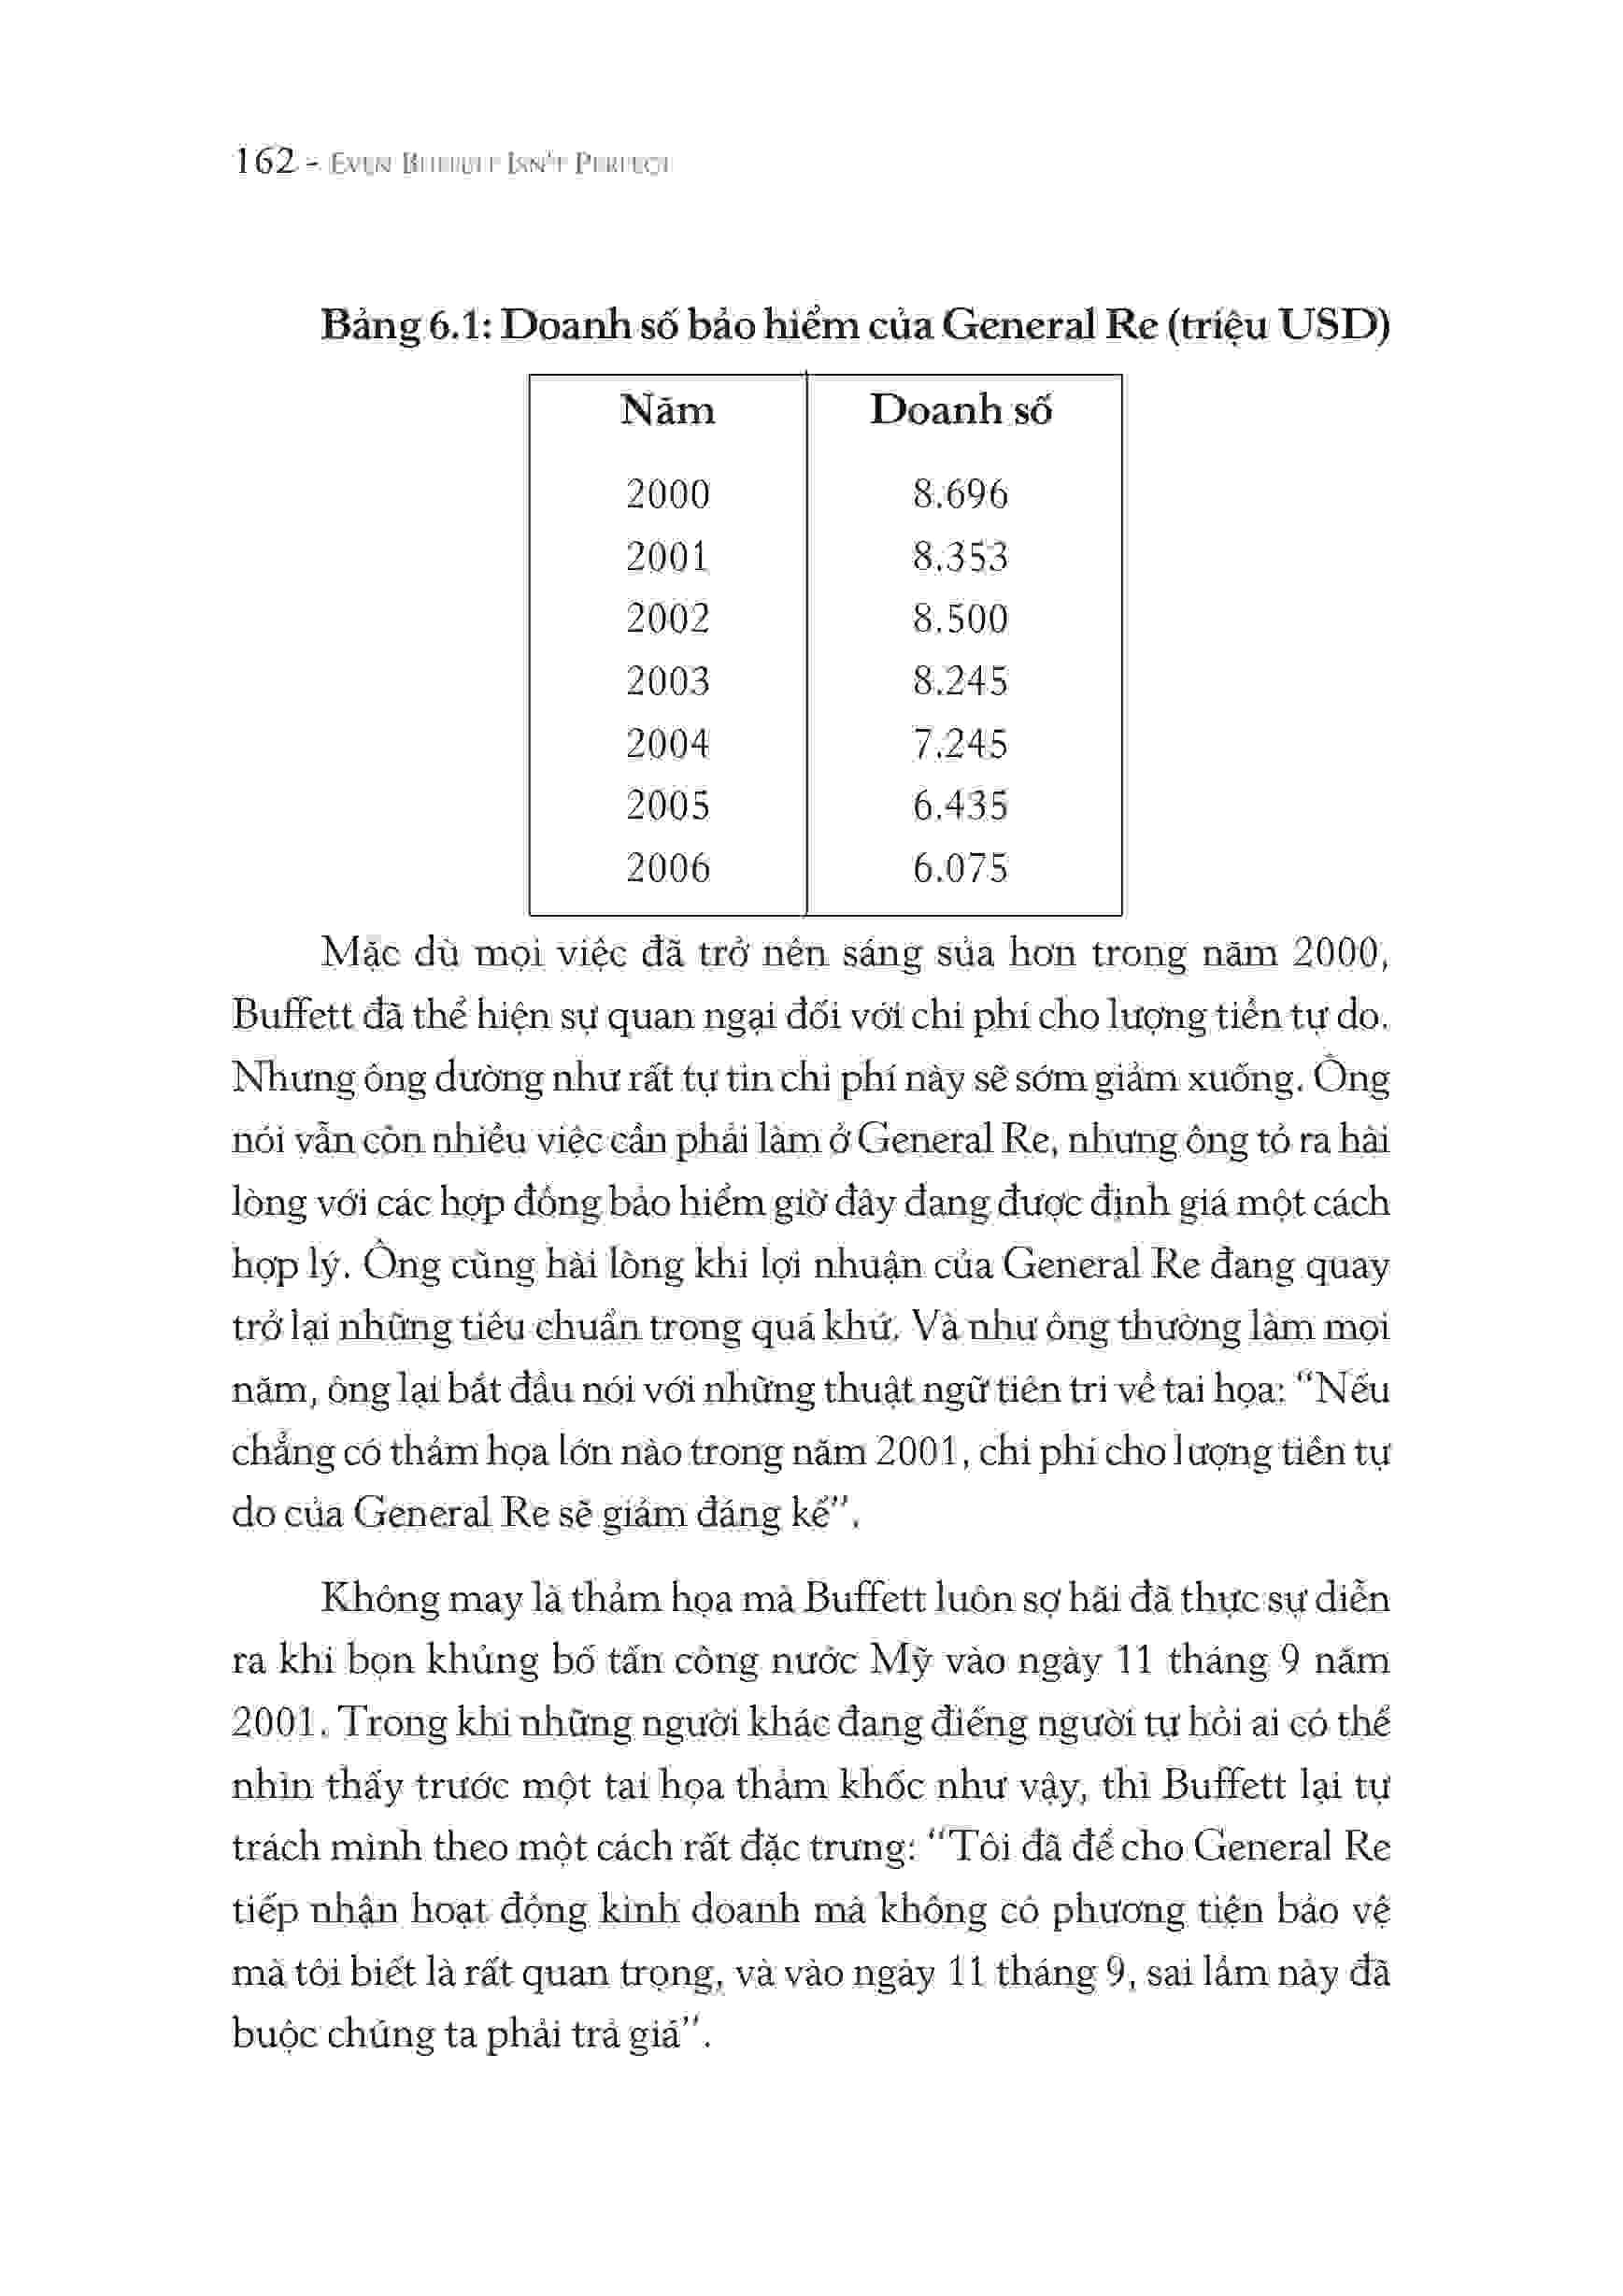 162 - EVEN BUFFETT ISN'T PERFECT
Bảng 6.1: Doanh số bảo hiểm của General Re (triệu USD)
Năm Doanh số
2000 8.696
2001 8.353
2002 8.500
2003 8.245
2004 7.245
2005 6.435
2006 6.075
Mặc dù mọi việc đã trở nên sáng sủa hơn trong năm 2000,
Buffett đã thể hiện sự quan ngại đối với chi phí cho lượng tiền tự do.
Nhưng ông dường như rất tự tin chi phí này sẽ sớm giảm xuống. Ông
nói vẫn còn nhiều việc cần phải làm ở General Re, nhưng ông tỏ ra hài
lòng với các hợp đồng bảo hiểm giờ đây đang được định giá một cách
hợp lý. Ông cũng hài lòng khi lợi nhuận của General Re đang quay
trở lại những tiêu chuẩn trong quá khứ. Và như ông thường làm mọi
năm, ông lại bắt đầu nói với những thuật ngữ tiên tri về tai họa: “Nếu
chẳng có thảm họa lớn nào trong năm 2001, chi phí cho lượng tiền tự
do của General Re sẽ giảm đáng kể”.
Không may là thảm họa mà Buffett luôn sợ hãi đã thực sự diễn
ra khi bọn khủng bố tấn công nước Mỹ vào ngày 11 tháng 9 năm
2001. Trong khi những người khác đang điếng người tự hỏi ai có thể
nhìn thấy trước một tai họa thảm khốc như vậy, thì Buffett lại tự
trách mình theo một cách rất đặc trưng: “Tôi đã để cho General Re
tiếp nhận hoạt động kinh doanh mà không có phương tiện bảo vệ
mà tôi biết là rất quan trọng, và vào ngày 11 tháng 9, sai lầm này đã
buộc chúng ta phải trả giá”.